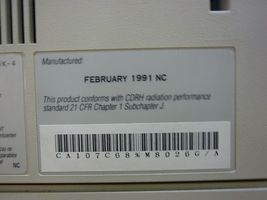 Manufactured:
FEBRUARY 1991 NC
This product conforms with CDRH radiation performance
standard 21 CFR Chapter 1 Subchapter J.
CA107C68%M8026G/A
NC